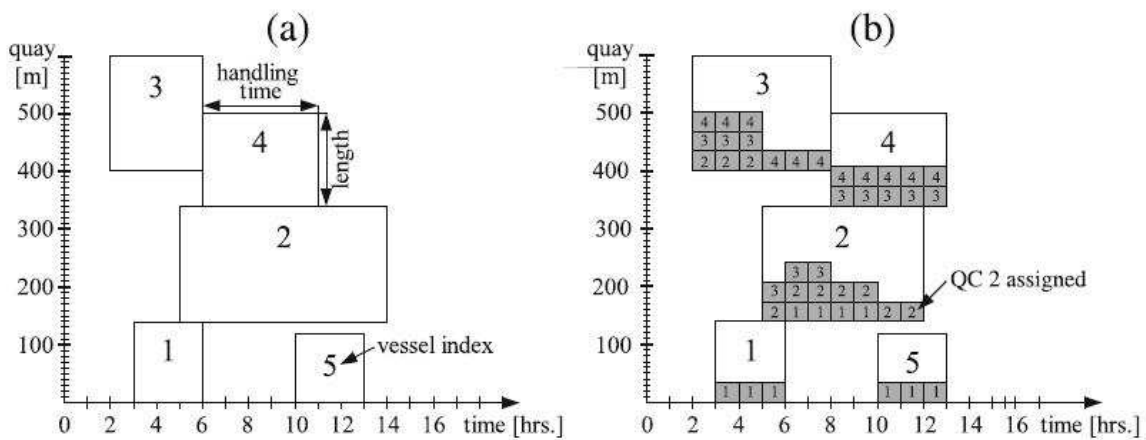 (a)
quay
[m]
500
400
300
200
100
3
handling
time
4
length
2
1
5
vessel index
0 2 4 6 8 10 12 14 16 time [hrs.]
(b)
quay
[m]
500
400
300
200
100
3
4 4 4
3 3 3
2 2 2 4 4 4
4
4 4 4 4 4
3 3 3 3 3
2
3 3
3 2 2 2 2
2 1 1 1 1 2 2
QC 2 assigned
1
1 1 1
5
1 1 1
0 2 4 6 8 10 12 14 16 time [hrs.]